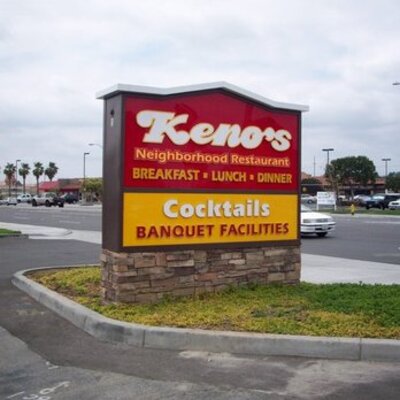 Keno's
Neighborhood Restaurant
BREAKFAST ▪ LUNCH ▪ DINNER
Cocktails
BANQUET FACILITIES